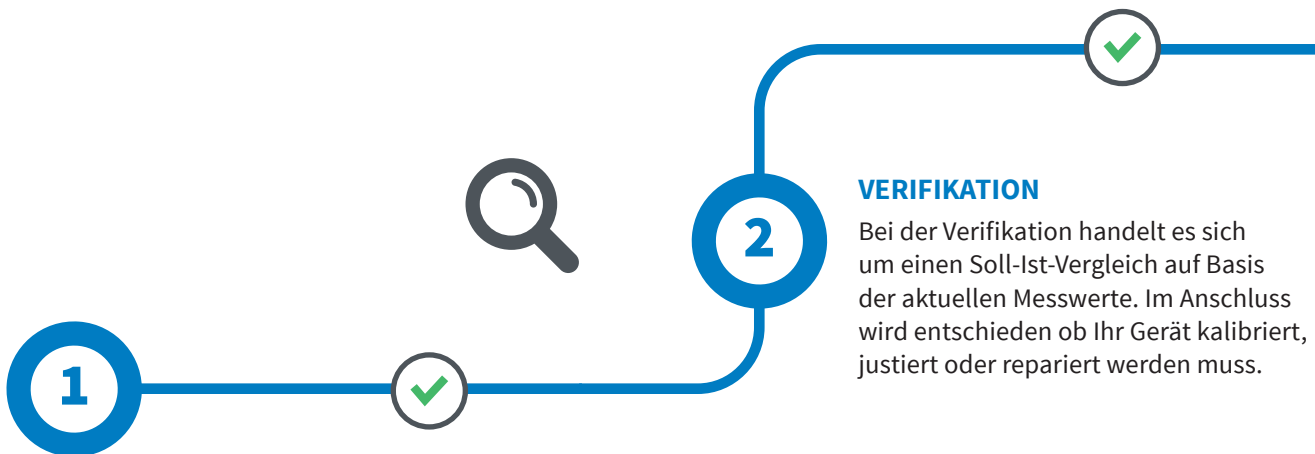 1
2
VERIFIKATION
Bei der Verifikation handelt es sich
um einen Soll-Ist-Vergleich auf Basis
der aktuellen Messwerte. Im Anschluss
wird entschieden ob Ihr Gerät kalibriert,
justiert oder repariert werden muss.